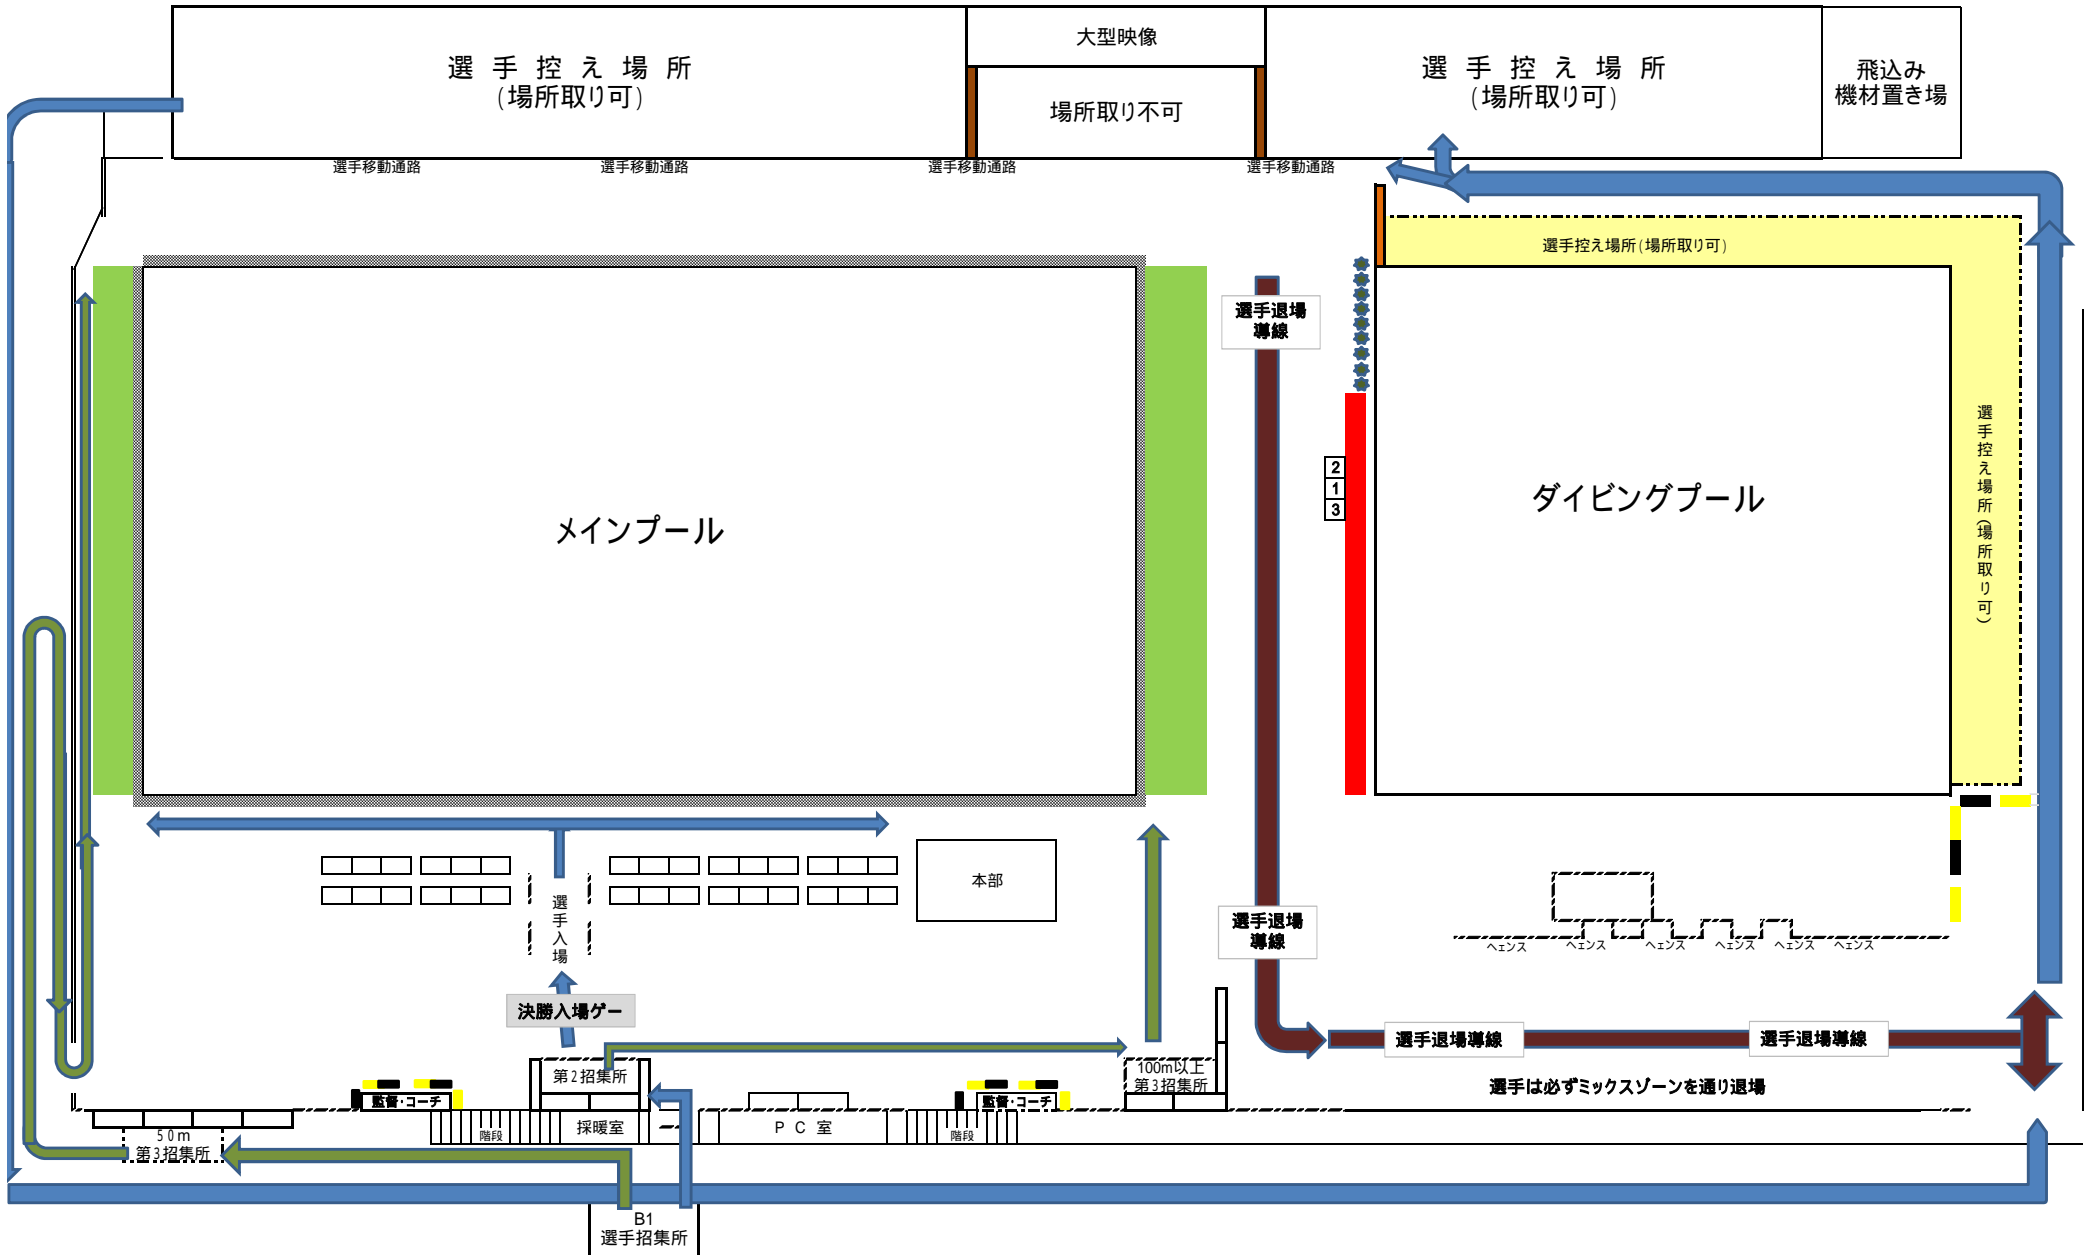 選手控え場所
(場所取り可)
大型映像
場所取り不可
選手控え場所
(場所取り可)
飛込み
機材置き場
選手移動通路
選手移動通路
選手移動通路
選手移動通路
選手控え場所(場所取り可)
選手退場
導線
選手控え場所(場所取り可)
2
1
3
メインプール
ダイビングプール
本部
選手入場
選手退場
導線
ヘェンス
ヘェンス
ヘェンス
ヘェンス
ヘェンス
ヘェンス
決勝入場ゲー
選手退場導線
選手退場導線
第2招集所
100m以上
第3招集所
選手は必ずミックスゾーンを通り退場
監督・コーチ
監督・コーチ
50m
第3招集所
階段
採暖室
PC室
階段
B1
選手招集所